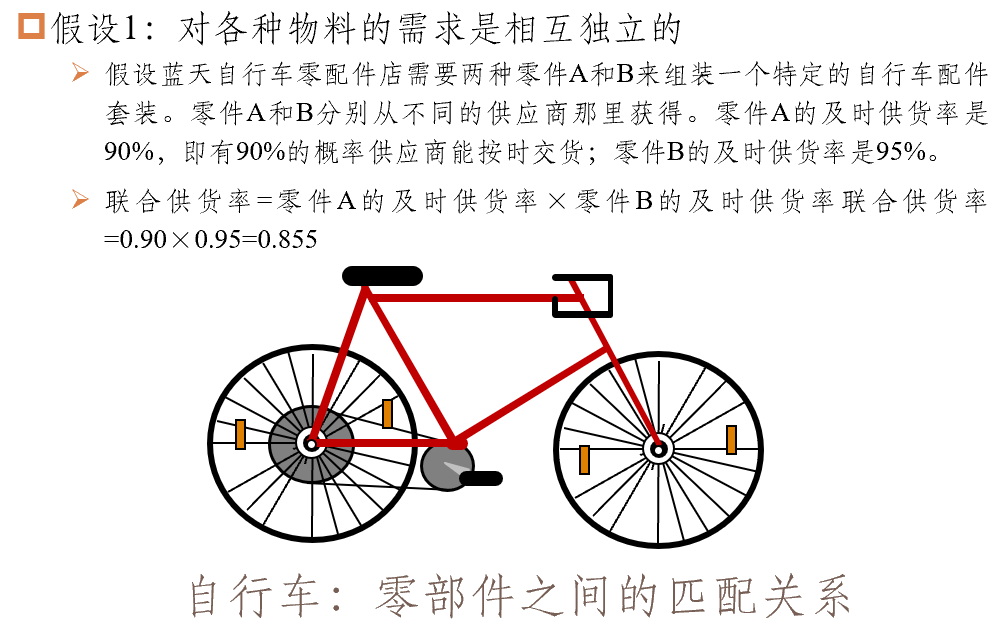 假设1：对各种物料的需求是相互独立的
假设蓝天自行车零配件店需要两种零件A和B来组装一个特定的自行车配件
套装。零件A和B分别从不同的供应商那里获得。零件A的及时供货率是
90%，即有90%的概率供应商能按时交货；零件B的及时供货率是95%。
联合供货率=零件A的及时供货率×零件B的及时供货率联合供货率
=0.90×0.95=0.855
自行车：零部件之间的匹配关系